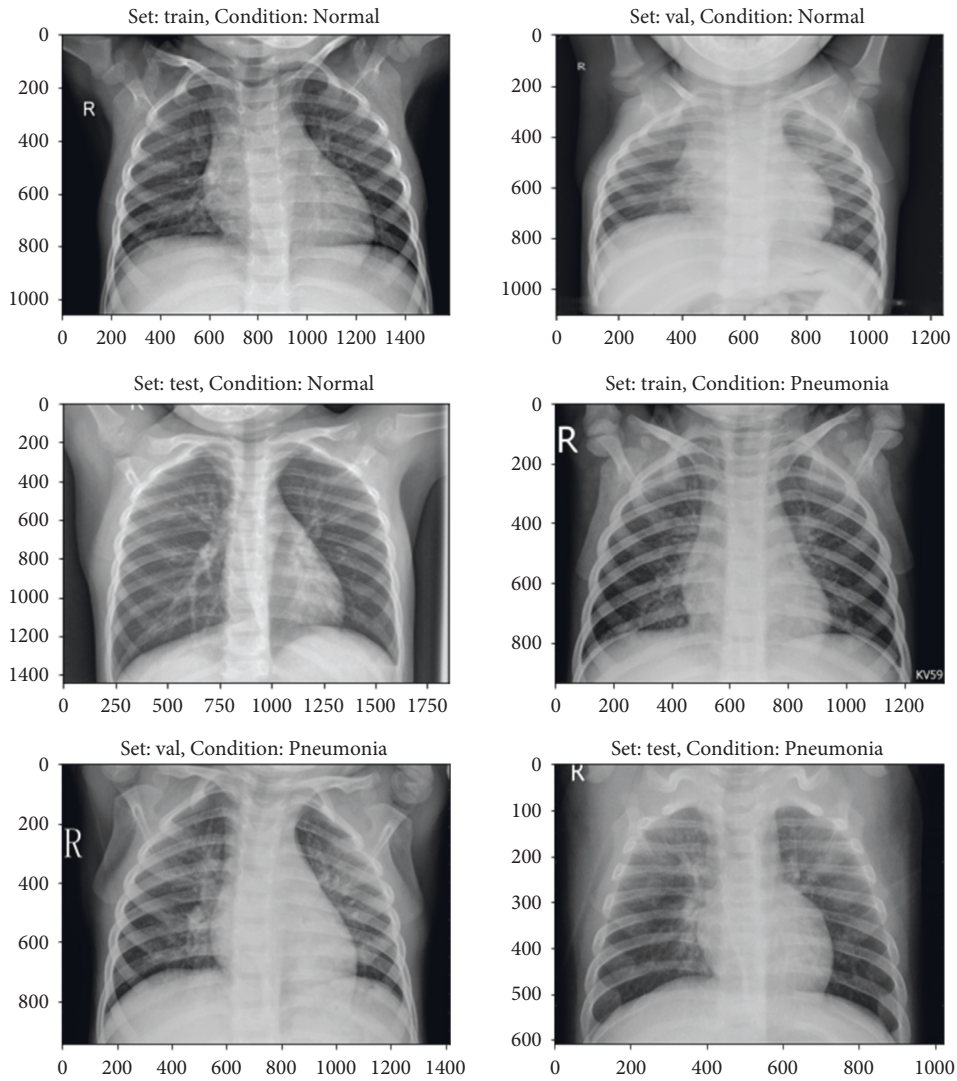 Set: train, Condition: Normal
0
200
400
600
800
1000
R
0 200 400 600 800 1000 1200 1400
Set: val, Condition: Normal
0
200
400
600
800
1000
R
0 200 400 600 800 1000 1200
Set: test, Condition: Normal
0
200
400
600
800
1000
1200
1400
0 250 500 750 1000 1250 1500 1750
Set: train, Condition: Pneumonia
0
200
400
600
800
R
KV59
0 200 400 600 800 1000 1200
Set: val, Condition: Pneumonia
0
200
400
600
800
R
0 200 400 600 800 1000 1200 1400
Set: test, Condition: Pneumonia
0
100
200
300
400
500
600
R
0 200 400 600 800 1000